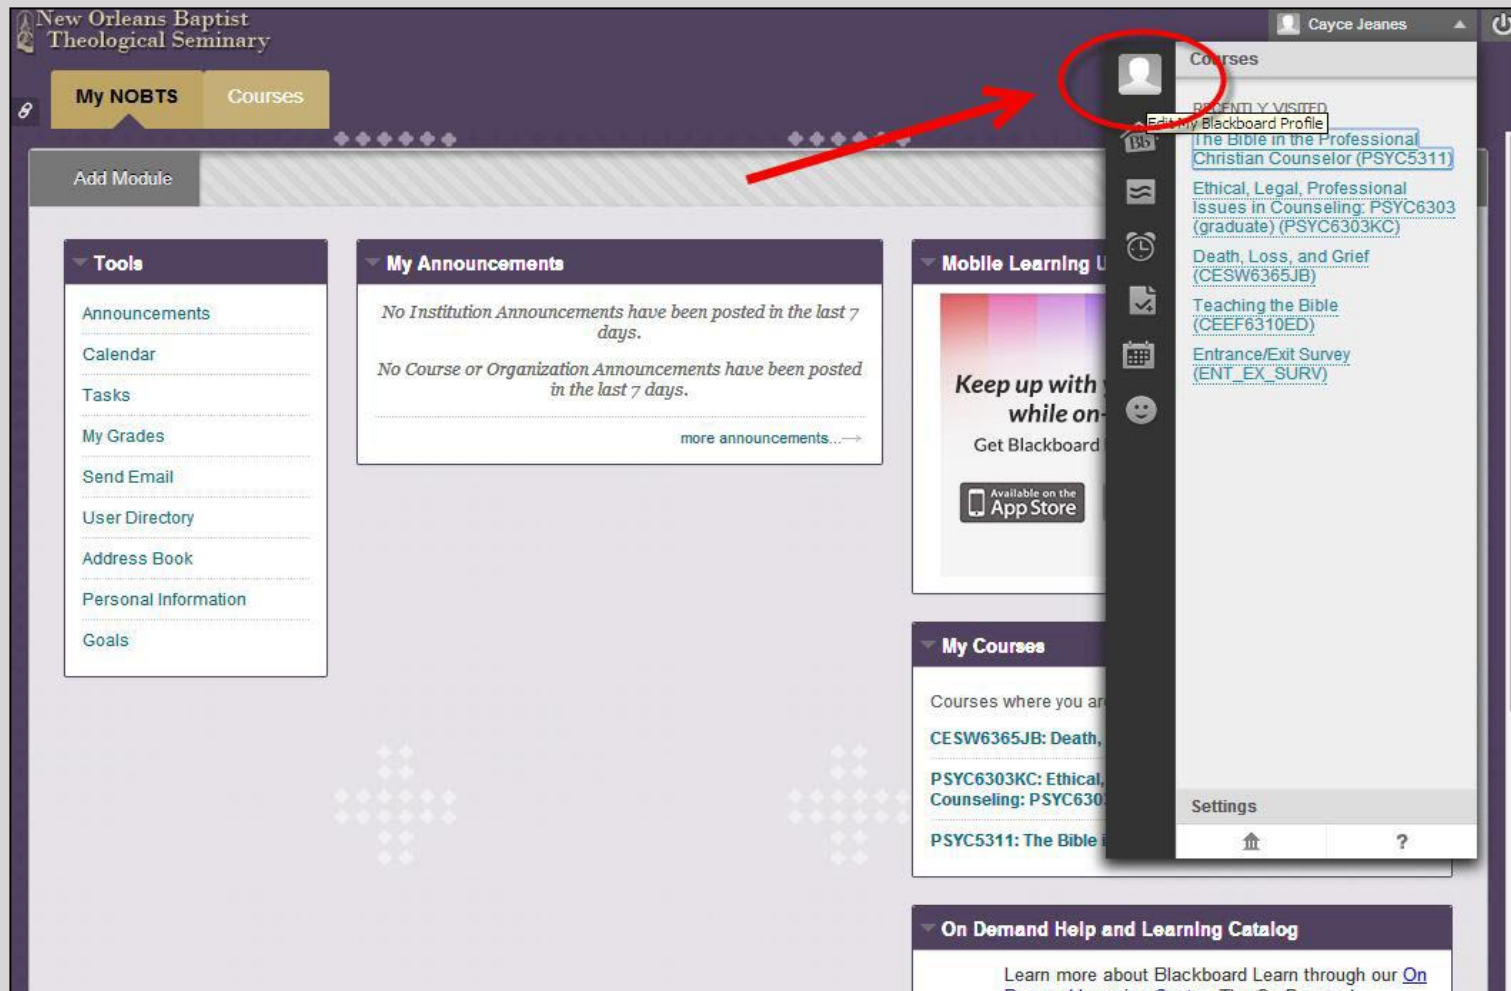 New Orleans Baptist
Theological Seminary
Cayce Jeanes
My NOBTS
Courses
Add Module
Tools
Announcements
Calendar
Tasks
My Grades
Send Email
User Directory
Address Book
Personal Information
Goals
My Announcements
No Institution Announcements have been posted in the last 7
days.
No Course or Organization Announcements have been posted
in the last 7 days.
more announcements...
Mobile Learning
Keep up with
while on-
Get Blackboard
Available on the
App Store
My Courses
Courses where you
CESW6365JB: Death,
PSYC6303KC: Ethical,
Counseling: PSYC630
PSYC5311: The Bible
On Demand Help and Learning Catalog
Learn more about Blackboard Learn through our On
Courses
RECENTLY VISITED
Edit My Blackboard Profile
Bb
The Bible in the Professional
Christian Counselor (PSYC5311)
Ethical, Legal, Professional
Issues in Counseling: PSYC6303
(graduate) (PSYC6303KC)
Death, Loss, and Grief
(CESW6365JB)
Teaching the Bible
(CEEF6310ED)
Entrance/Exit Survey
(ENT_EX_SURV)
Settings
?